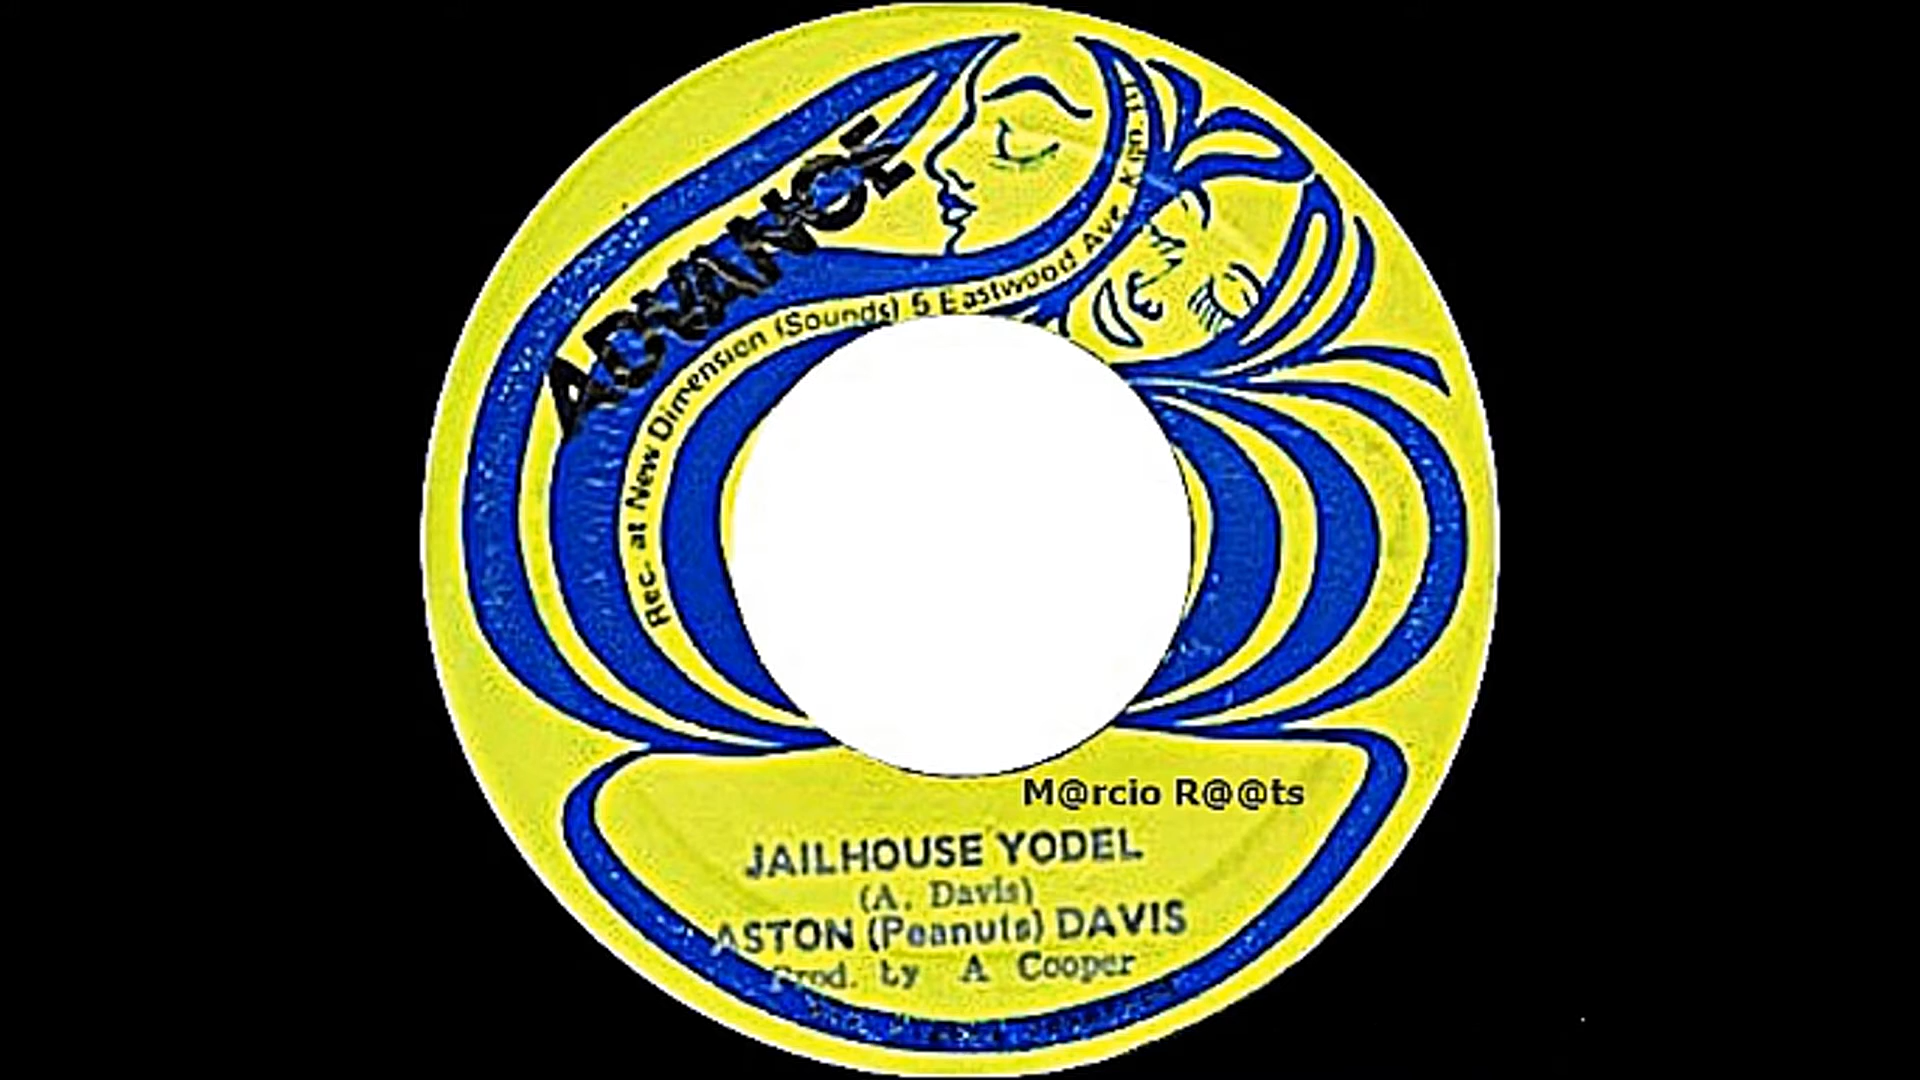 ADVANCE
Rec. at New Dimension (Sounds) 5 Eastwood Ave. Kgn. 10
M@rcio R@@ts
JAILHOUSE YODEL
(A. Davis)
ASTON (Peanuts) DAVIS
Prod. by A Cooper